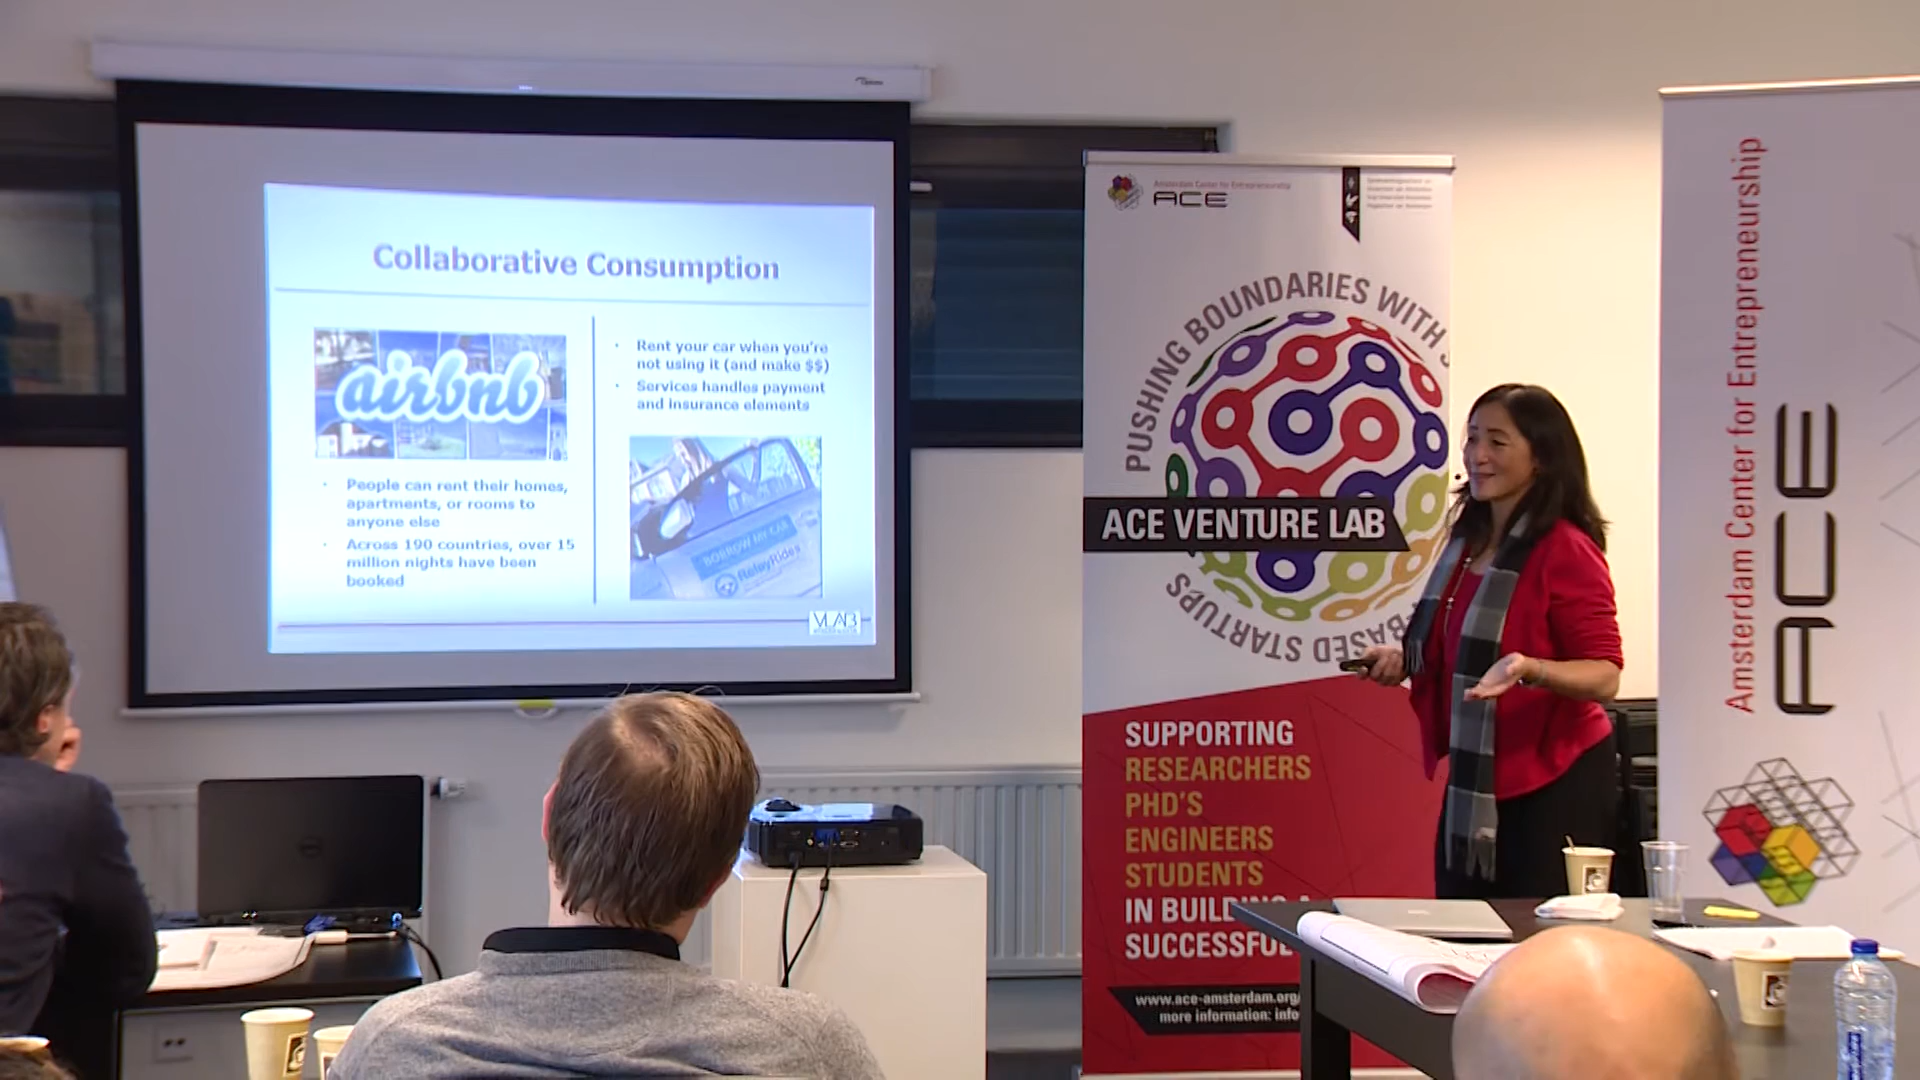 Collaborative Consumption
airbnb
People can rent their homes,
apartments, or rooms to
anyone else
Across 190 countries, over 15
million nights have been
booked
Rent your car when you're
not using it (and make $$)
Services handles payment
and insurance elements
BORROW MY CAR
RelayRides
VLAB
Amsterdam Center for Entrepreneurship
ACE
PUSHING BOUNDARIES WITH
BASED STARTUPS
ACE VENTURE LAB
SUPPORTING
RESEARCHERS
PHD'S
ENGINEERS
STUDENTS
IN BUILDING
SUCCESSFUL
www.ace-amsterdam.org/
more information: info
Amsterdam Center for Entrepreneurship
ACE
DELL